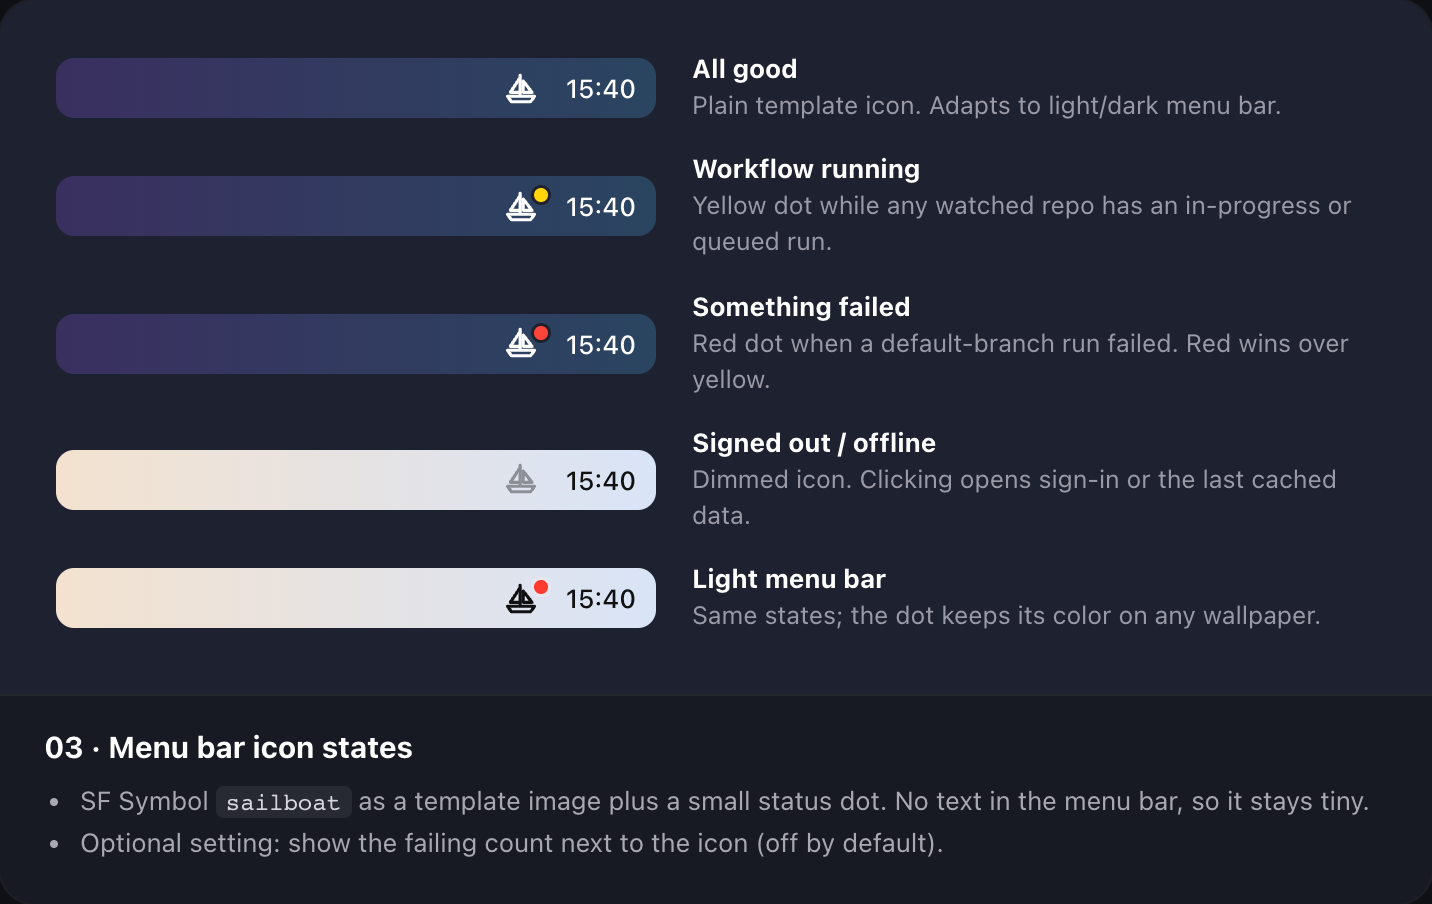 15:40
All good
Plain template icon. Adapts to light/dark menu bar.
15:40
Workflow running
Yellow dot while any watched repo has an in-progress or
queued run.
15:40
Something failed
Red dot when a default-branch run failed. Red wins over
yellow.
15:40
Signed out / offline
Dimmed icon. Clicking opens sign-in or the last cached
data.
15:40
Light menu bar
Same states; the dot keeps its color on any wallpaper.
03 · Menu bar icon states
• SF Symbol sailboat as a template image plus a small status dot. No text in the menu bar, so it stays tiny.
• Optional setting: show the failing count next to the icon (off by default).